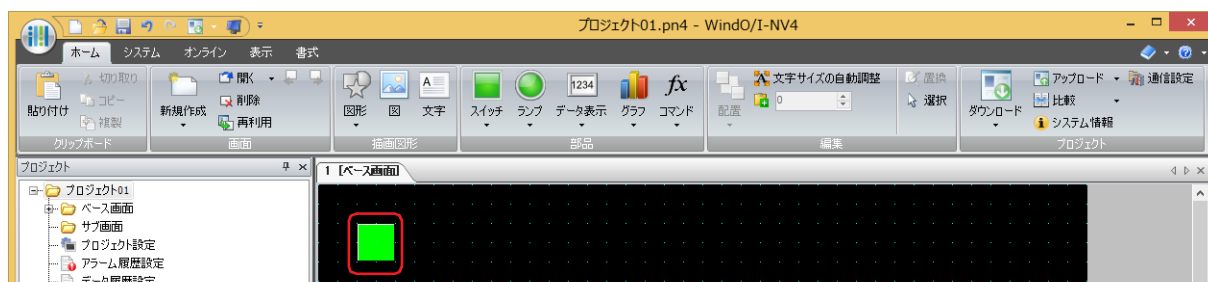 プロジェクト01.pn4 - WindO/I-NV4
ホーム システム オンライン 表示 書式
貼り付け 切り取り コピー 複製
クリップボード
新規作成 開く 削除 再利用
画面
図形 図 文字
描画図形
スイッチ ランプ 1234 データ表示 グラフ fx コマンド
部品
配置 文字サイズの自動調整 0 置換 選択
編集
ダウンロード アップロード 比較 システム情報 通信設定
プロジェクト
プロジェクト
1 [ベース画面]
プロジェクト01
ベース画面
サブ画面
プロジェクト設定
アラーム履歴設定
データ履歴設定